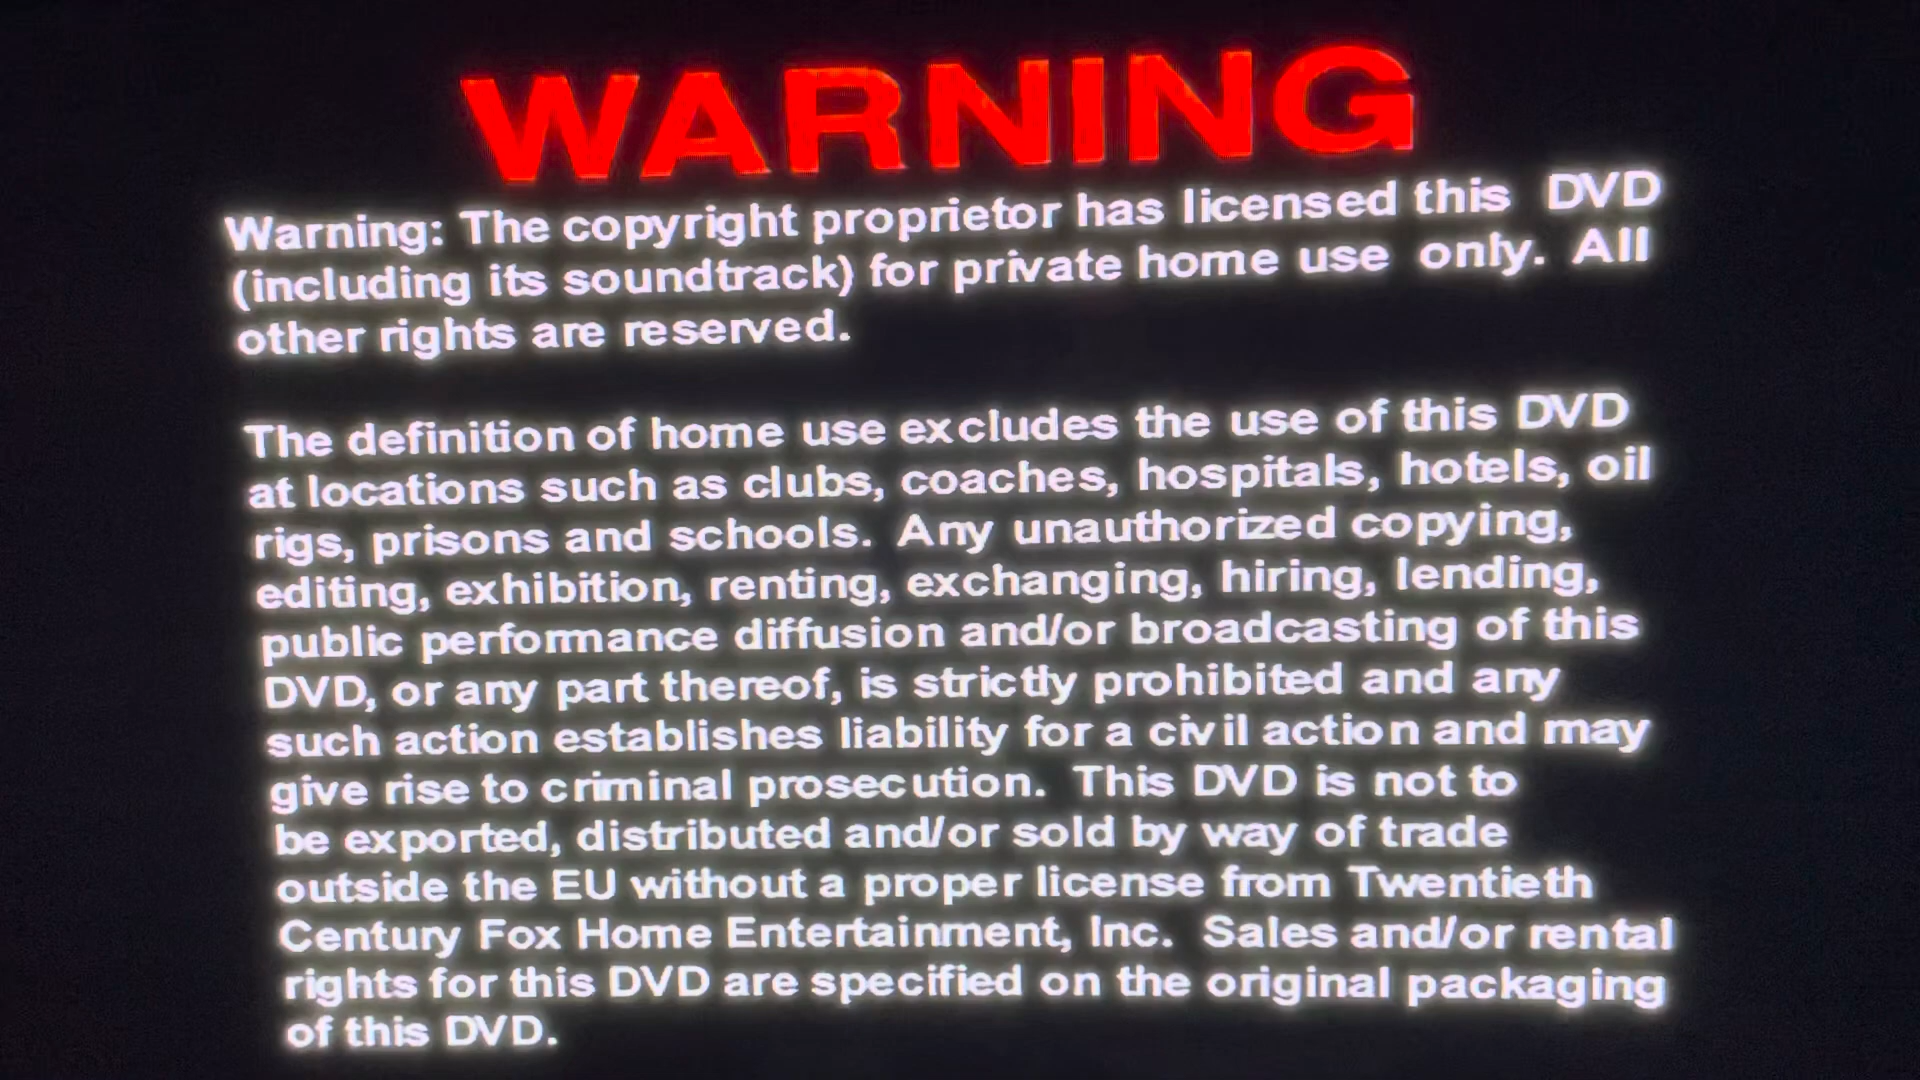 WARNING
Warning: The copyright proprietor has licensed this DVD
(including its soundtrack) for private home use only. All
other rights are reserved.
The definition of home use excludes the use of this DVD
at locations such as clubs, coaches, hospitals, hotels, oil
rigs, prisons and schools. Any unauthorized copying,
editing, exhibition, renting, exchanging, hiring, lending,
public performance diffusion and/or broadcasting of this
DVD, or any part thereof, is strictly prohibited and any
such action establishes liability for a civil action and may
give rise to criminal prosecution. This DVD is not to
be exported, distributed and/or sold by way of trade
outside the EU without a proper license from Twentieth
Century Fox Home Entertainment, Inc. Sales and/or rental
rights for this DVD are specified on the original packaging
of this DVD.